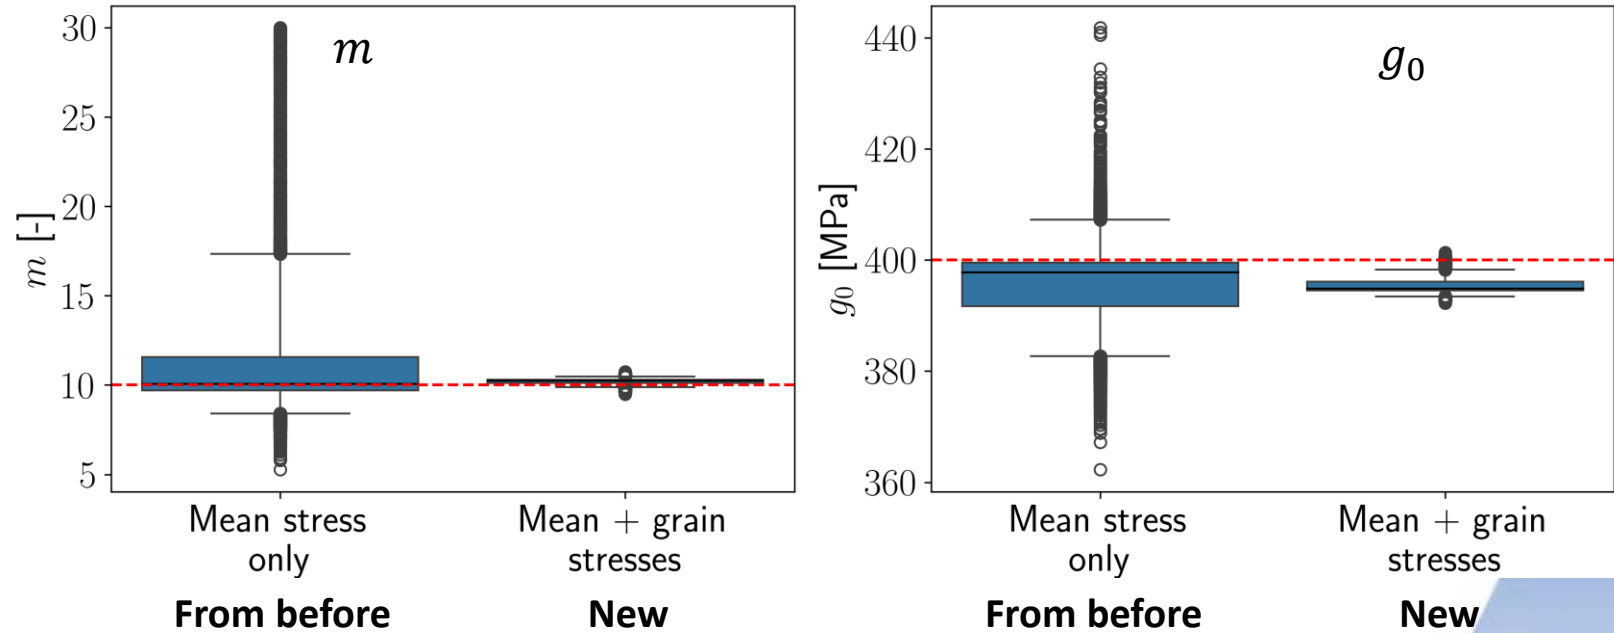 m
m [-]
30
25
20
15
10
5
Mean stress
only
Mean + grain
stresses
From before
New
g₀
g₀ [MPa]
440
420
400
380
360
Mean stress
only
Mean + grain
stresses
From before
New